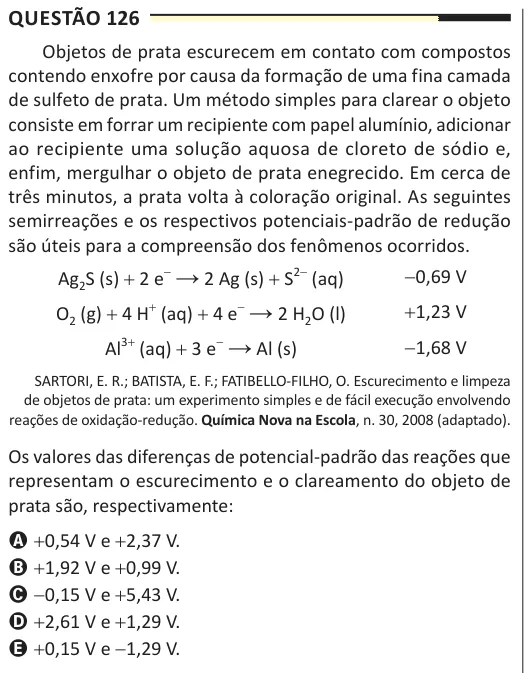 QUESTÃO 126
Objetos de prata escurecem em contato com compostos
contendo enxofre por causa da formação de uma fina camada
de sulfeto de prata. Um método simples para clarear o objeto
consiste em forrar um recipiente com papel alumínio, adicionar
ao recipiente uma solução aquosa de cloreto de sódio e,
enfim, mergulhar o objeto de prata enegrecido. Em cerca de
três minutos, a prata volta à coloração original. As seguintes
semirreações e os respectivos potenciais-padrão de redução
são úteis para a compreensão dos fenômenos ocorridos.
Ag₂S (s) + 2 e⁻ → 2 Ag (s) + S²⁻ (aq) −0,69 V
O₂ (g) + 4 H⁺ (aq) + 4 e⁻ → 2 H₂O (l) +1,23 V
Al³⁺ (aq) + 3 e⁻ → Al (s) −1,68 V
SARTORI, E. R.; BATISTA, E. F.; FATIBELLO-FILHO, O. Escurecimento e limpeza
de objetos de prata: um experimento simples e de fácil execução envolvendo
reações de oxidação-redução. Química Nova na Escola, n. 30, 2008 (adaptado).
Os valores das diferenças de potencial-padrão das reações que
representam o escurecimento e o clareamento do objeto de
prata são, respectivamente:
A +0,54 V e +2,37 V.
B +1,92 V e +0,99 V.
C −0,15 V e +5,43 V.
D +2,61 V e +1,29 V.
E +0,15 V e −1,29 V.